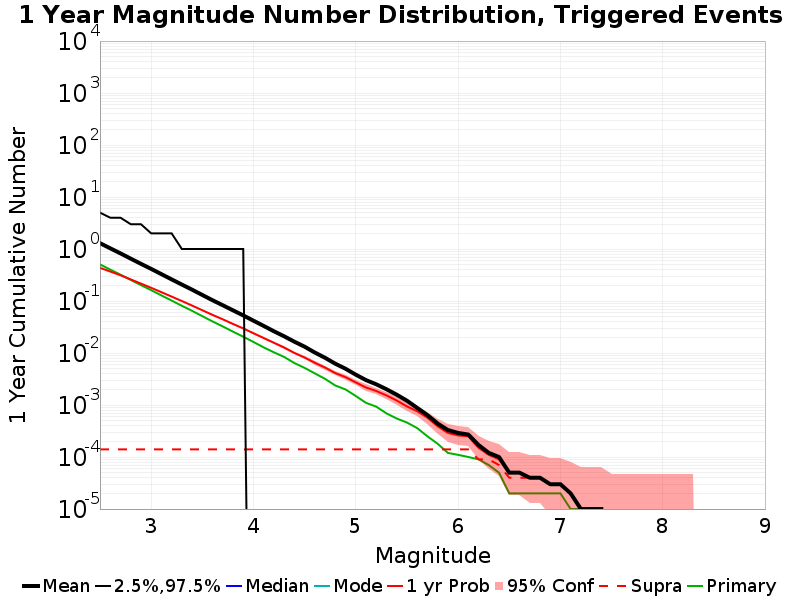 1 Year Magnitude Number Distribution, Triggered Events
1 Year Cumulative Number
10^4
10^3
10^2
10^1
10^0
10^-1
10^-2
10^-3
10^-4
10^-5
3 4 5 6 7 8 9
Magnitude
Mean 2.5%,97.5% Median Mode 1 yr Prob 95% Conf Supra Primary